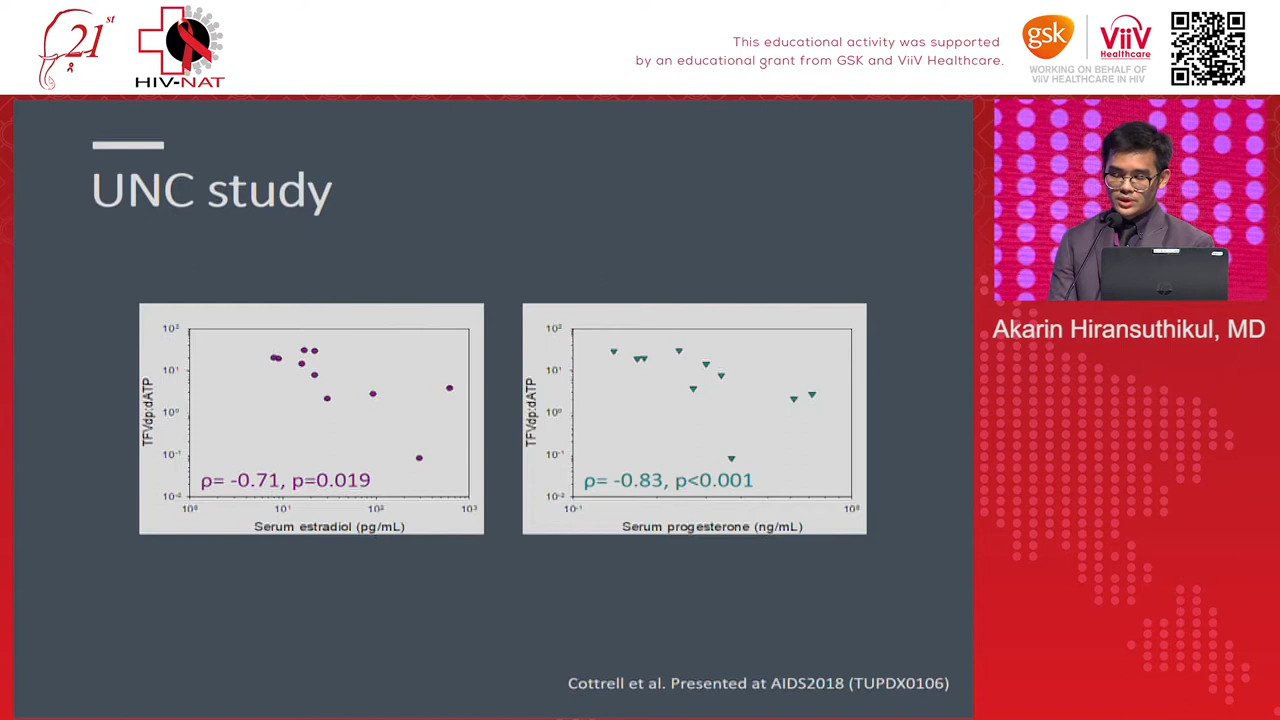 21st
HIV-NAT
This educational activity was supported
by an educational grant from GSK and ViiV Healthcare.
gsk
ViiV
Healthcare
WORKING ON BEHALF OF
ViiV HEALTHCARE IN HIV
UNC study
10²
10¹
10⁰
10⁻¹
10⁻²
TFVdp:dATP
ρ= -0.71, p=0.019
10⁰ 10¹ 10² 10³
Serum estradiol (pg/mL)
10²
10¹
10⁰
10⁻¹
10⁻²
TFVdp:dATP
ρ= -0.83, p<0.001
10⁻¹ 10⁰
Serum progesterone (ng/mL)
Cottrell et al. Presented at AIDS2018 (TUPDX0106)
Akarin Hiransuthikul, MD